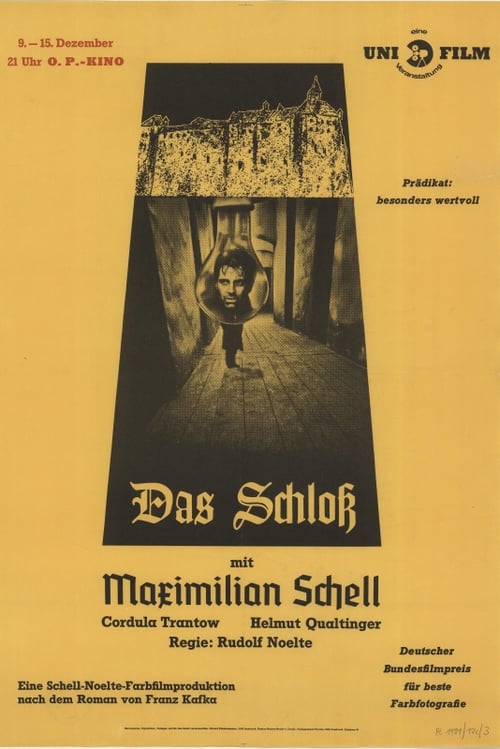 9.—15. Dezember
21 Uhr O. P.-KINO
eine
UNI FILM
Veranstaltung
Prädikat:
besonders wertvoll
Das Schloß
mit
Maximilian Schell
Cordula Trantow Helmut Qualtinger
Regie: Rudolf Noelte
Eine Schell-Noelte-Farbfilmproduktion
nach dem Roman von Franz Kafka
Deutscher
Bundesfilmpreis
für beste
Farbfotografie